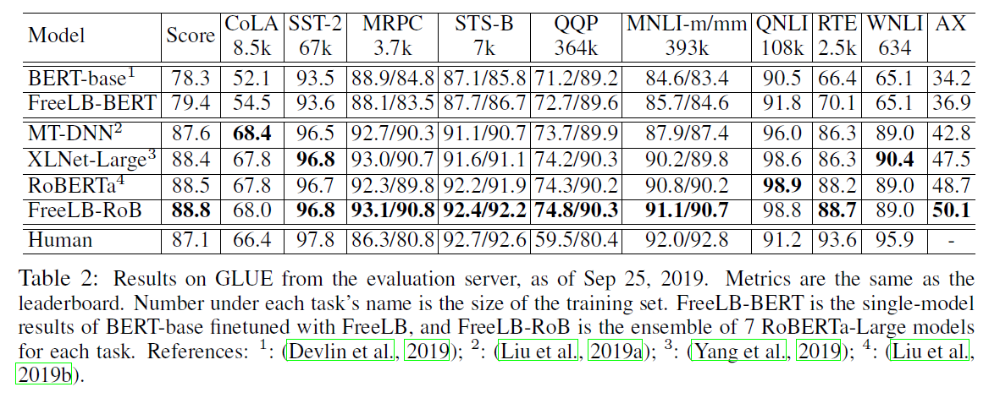 Model Score CoLA SST-2 MRPC STS-B QQP MNLI-m/mm QNLI RTE WNLI AX
8.5k 67k 3.7k 7k 364k 393k 108k 2.5k 634
BERT-base1 78.3 52.1 93.5 88.9/84.8 87.1/85.8 71.2/89.2 84.6/83.4 90.5 66.4 65.1 34.2
FreeLB-BERT 79.4 54.5 93.6 88.1/83.5 87.7/86.7 72.7/89.6 85.7/84.6 91.8 70.1 65.1 36.9
MT-DNN2 87.6 68.4 96.5 92.7/90.3 91.1/90.7 73.7/89.9 87.9/87.4 96.0 86.3 89.0 42.8
XLNet-Large3 88.4 67.8 96.8 93.0/90.7 91.6/91.1 74.2/90.3 90.2/89.8 98.6 86.3 90.4 47.5
RoBERTa4 88.5 67.8 96.7 92.3/89.8 92.2/91.9 74.3/90.2 90.8/90.2 98.9 88.2 89.0 48.7
FreeLB-RoB 88.8 68.0 96.8 93.1/90.8 92.4/92.2 74.8/90.3 91.1/90.7 98.8 88.7 89.0 50.1
Human 87.1 66.4 97.8 86.3/80.8 92.7/92.6 59.5/80.4 92.0/92.8 91.2 93.6 95.9 -
Table 2: Results on GLUE from the evaluation server, as of Sep 25, 2019. Metrics are the same as the
leaderboard. Number under each task's name is the size of the training set. FreeLB-BERT is the single-model
results of BERT-base finetuned with FreeLB, and FreeLB-RoB is the ensemble of 7 RoBERTa-Large models
for each task. References: 1: (Devlin et al., 2019); 2: (Liu et al., 2019a); 3: (Yang et al., 2019); 4: (Liu et al.,
2019b).